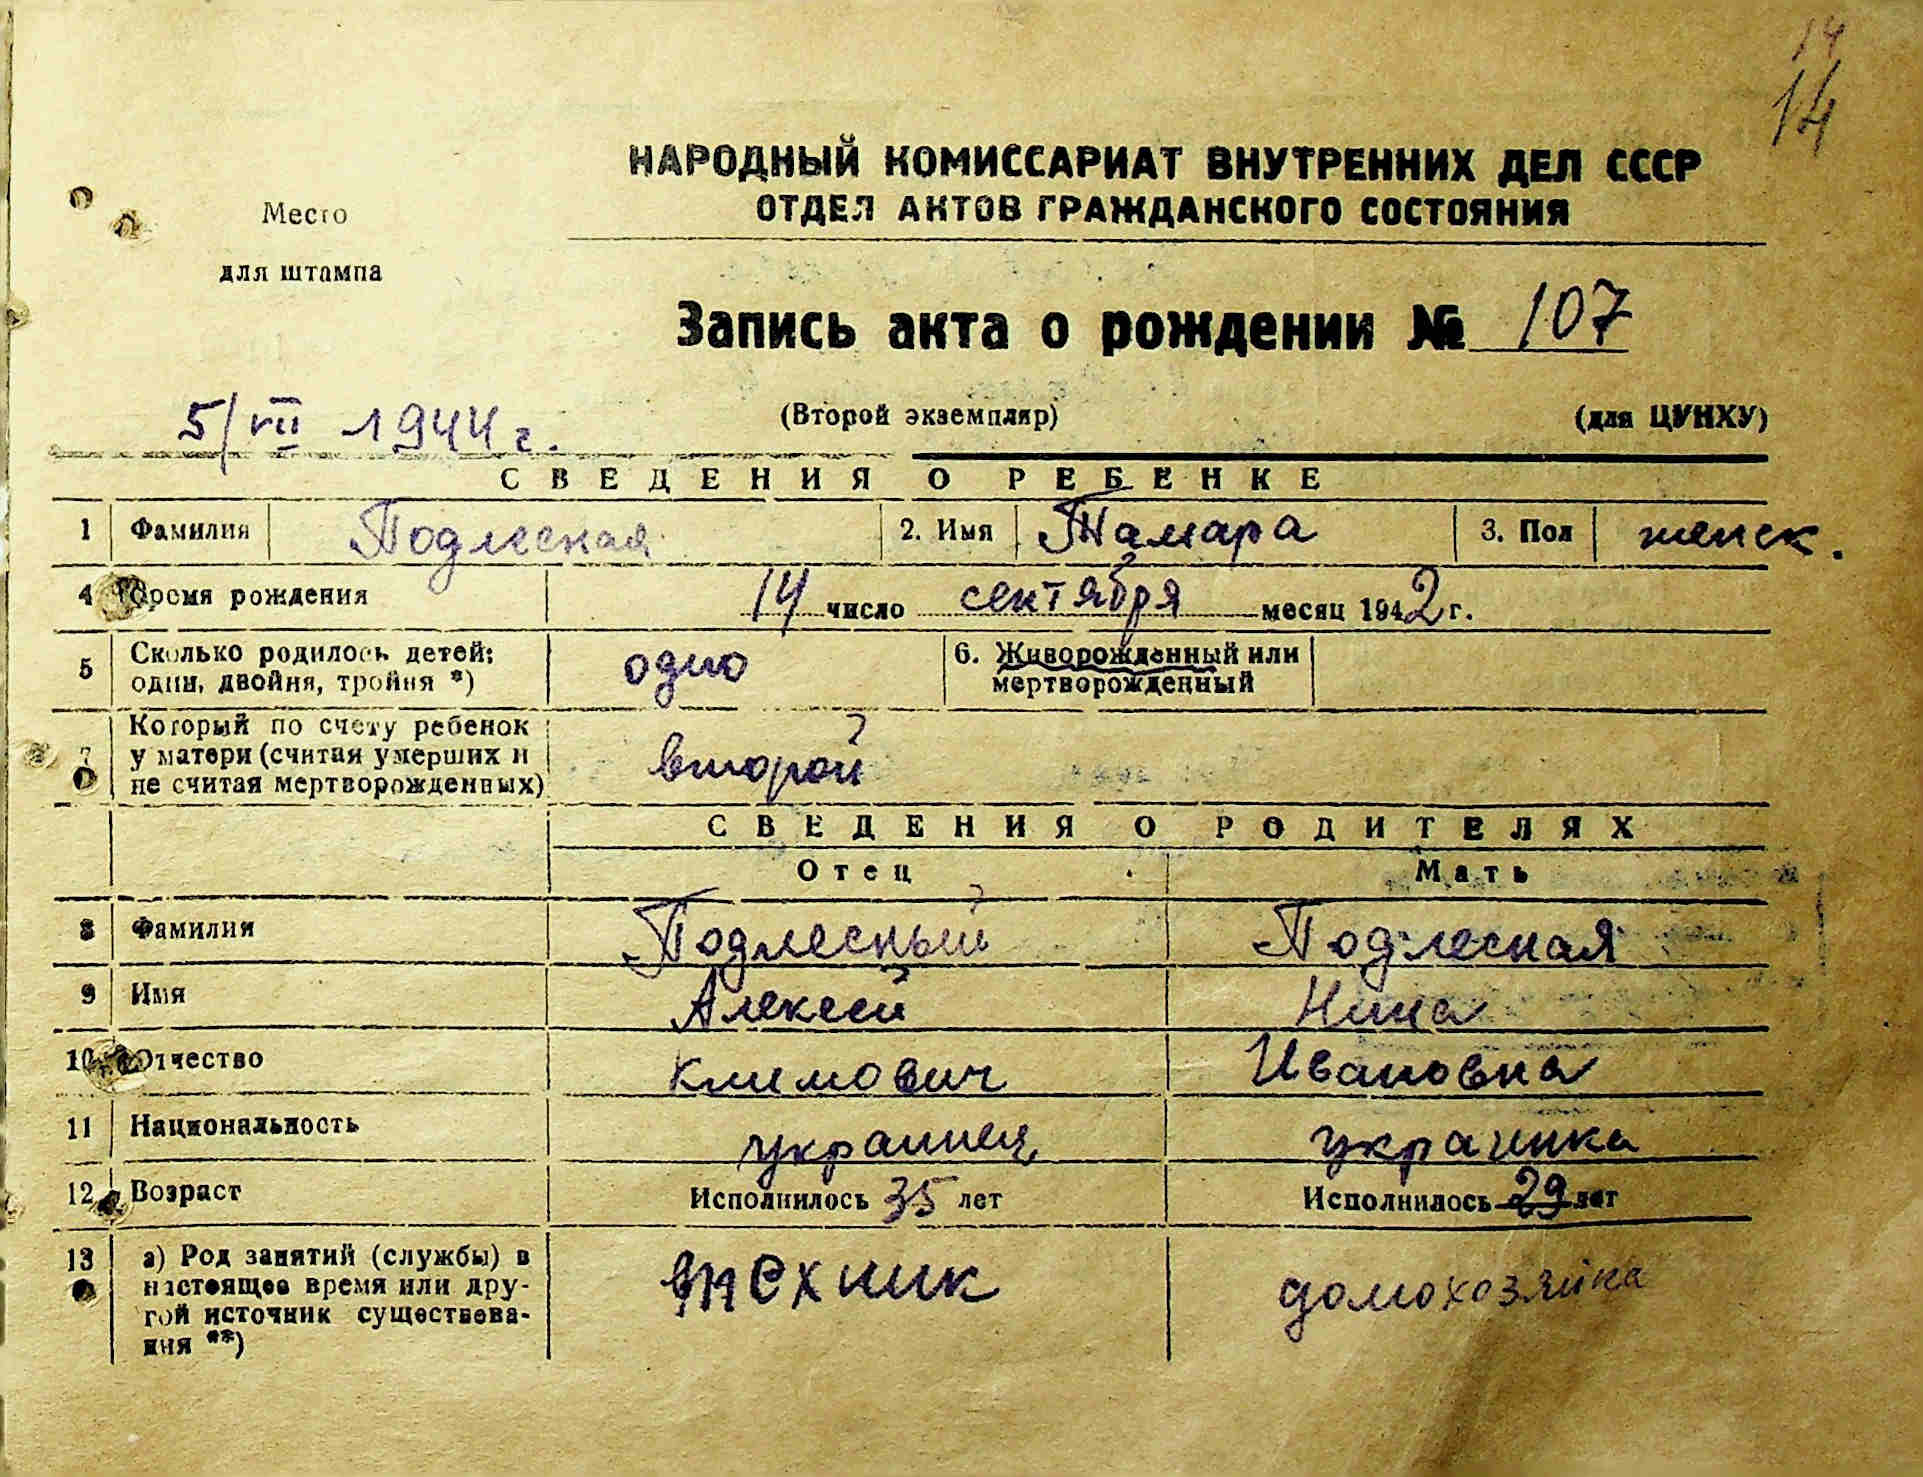 14
14
НАРОДНЫЙ КОМИССАРИАТ ВНУТРЕННИХ ДЕЛ СССР
ОТДЕЛ АКТОВ ГРАЖДАНСКОГО СОСТОЯНИЯ
Место
для штампа
Запись акта о рождении № 107
5/VII 1944 г.
(Второй экземпляр)
(для ЦУНХУ)
СВЕДЕНИЯ О РЕБЕНКЕ
1 Фамилия Подлесная 2. Имя Тамара 3. Пол женск.
4 Время рождения 14 число сентября месяц 1942 г.
5 Сколько родилось детей: один, двойня, тройня *) одно 6. Живорожденный или мертворожденный
7 Который по счету ребенок
у матери (считая умерших и
не считая мертворожденных) второй
СВЕДЕНИЯ О РОДИТЕЛЯХ
Отец Мать
8 Фамилия Подлесный Подлесная
9 Имя Алексей Нина
10 Отчество Климович Ивановна
11 Национальность украинец украинка
12 Возраст Исполнилось 35 лет Исполнилось 29 лет
13 а) Род занятий (службы) в
настоящее время или дру-
гой источник существова-
ния **) техник домохозяйка